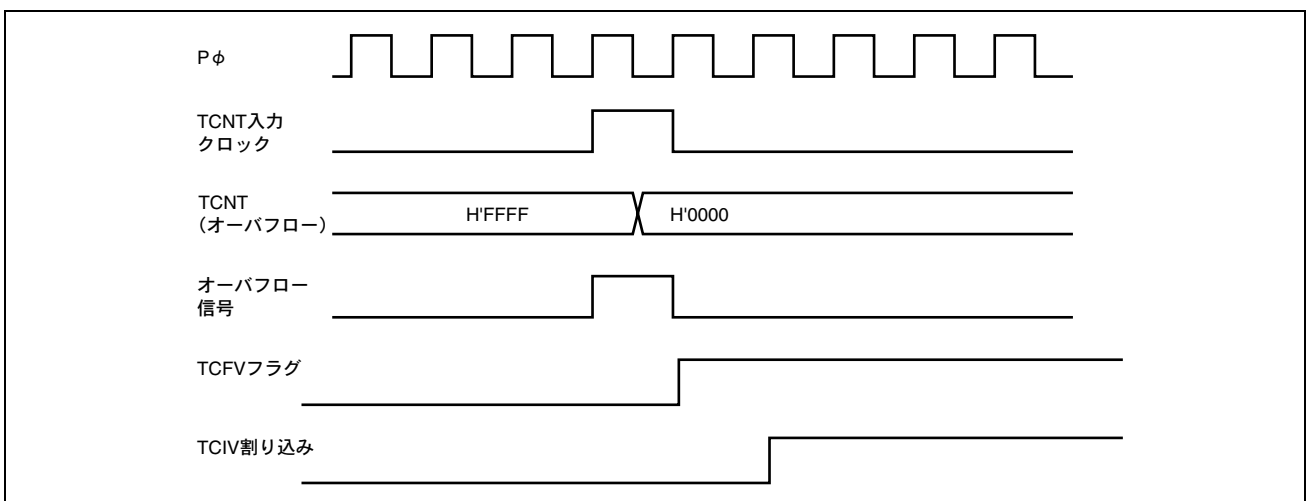 Pφ
TCNT入力
クロック
TCNT
（オーバフロー）
H'FFFF
H'0000
オーバフロー
信号
TCFVフラグ
TCIV割り込み